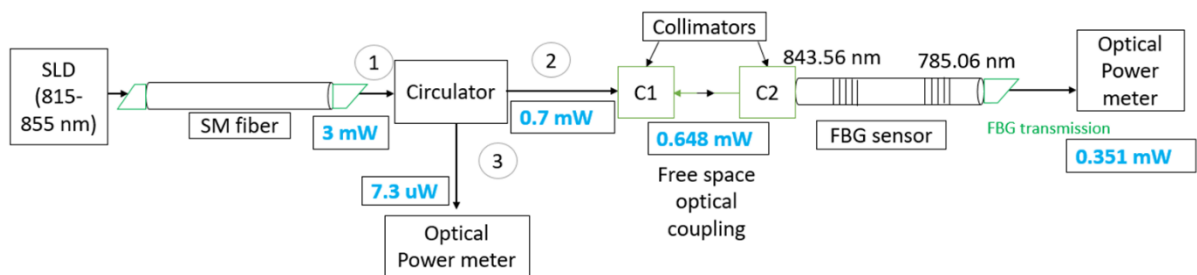 SLD
(815-
855 nm)
SM fiber
3 mW
1
Circulator
2
0.7 mW
3
7.3 uW
Optical
Power meter
Collimators
C1
C2
0.648 mW
Free space
optical
coupling
843.56 nm
785.06 nm
FBG sensor
FBG transmission
Optical
Power
meter
0.351 mW